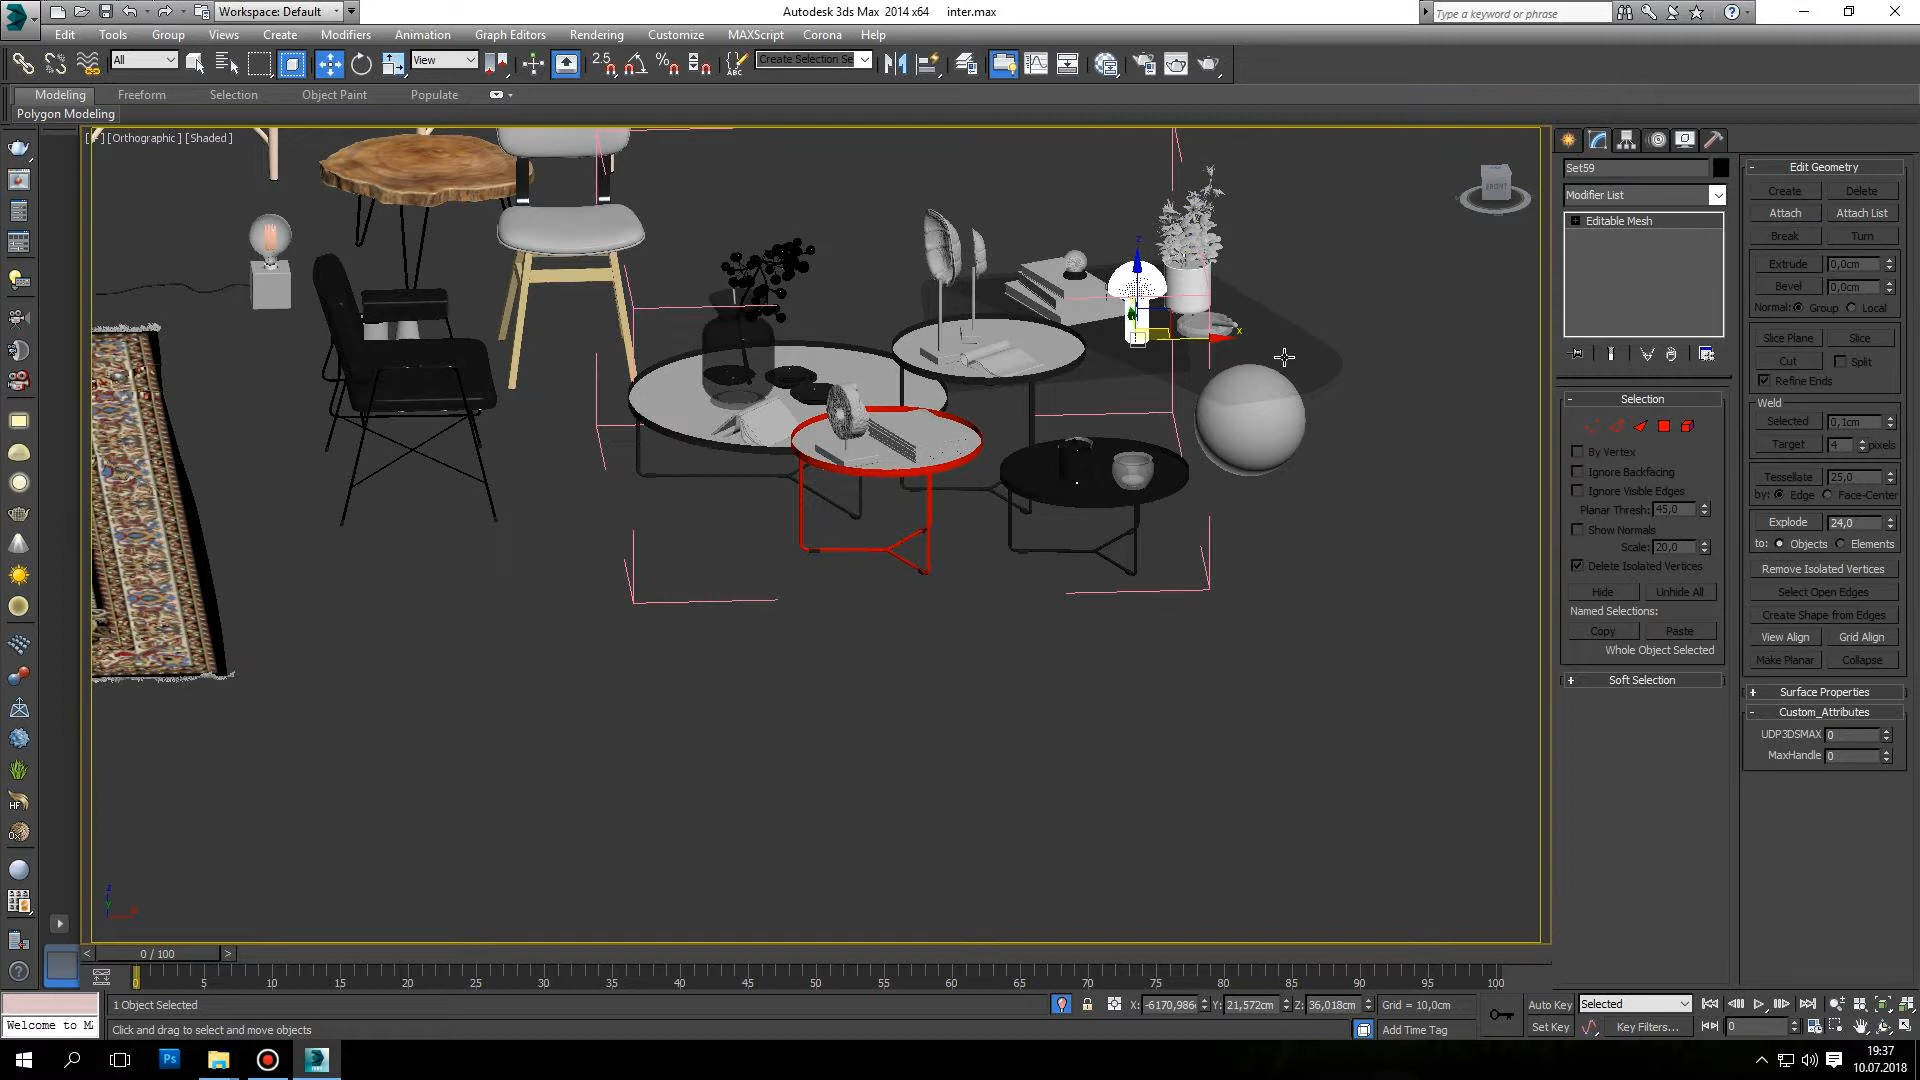 Workspace: Default
Autodesk 3ds Max 2014 x64 inter.max
Type a keyword or phrase
Edit Tools Group Views Create Modifiers Animation Graph Editors Rendering Customize MAXScript Corona Help
All
View
2.5
%
ABC
Create Selection Se
Modeling Freeform Selection Object Paint Populate
Polygon Modeling
[Orthographic] [Shaded]
FRONT
z
x
Set59
Modifier List
Editable Mesh
- Selection
By Vertex
Ignore Backfacing
Ignore Visible Edges
Planar Thresh: 45,0
Show Normals
Scale: 20,0
Delete Isolated Vertices
Hide Unhide All
Named Selections:
Copy Paste
Whole Object Selected
+ Soft Selection
- Edit Geometry
Create Delete
Attach Attach List
Break Turn
Extrude 0,0cm
Bevel 0,0cm
Normal: Group Local
Slice Plane Slice
Cut Split
Refine Ends
Weld
Selected 0,1cm
Target 4 pixels
Tessellate 25,0
by: Edge Face-Center
Explode 24,0
to: Objects Elements
Remove Isolated Vertices
Select Open Edges
Create Shape from Edges
View Align Grid Align
Make Planar Collapse
+ Surface Properties
- Custom_Attributes
UDP3DSMAX 0
MaxHandle 0
HF
z
< 0 / 100 >
0 5 10 15 20 25 30 35 40 45 50 55 60 65 70 75 80 85 90 95 100
1 Object Selected
X: -6170,986 Y: 21,572cm Z: 36,018cm Grid = 10,0cm
Auto Key Selected
Welcome to M
Click and drag to select and move objects
Add Time Tag
Set Key Key Filters...
0
Ps
19:37
10.07.2018